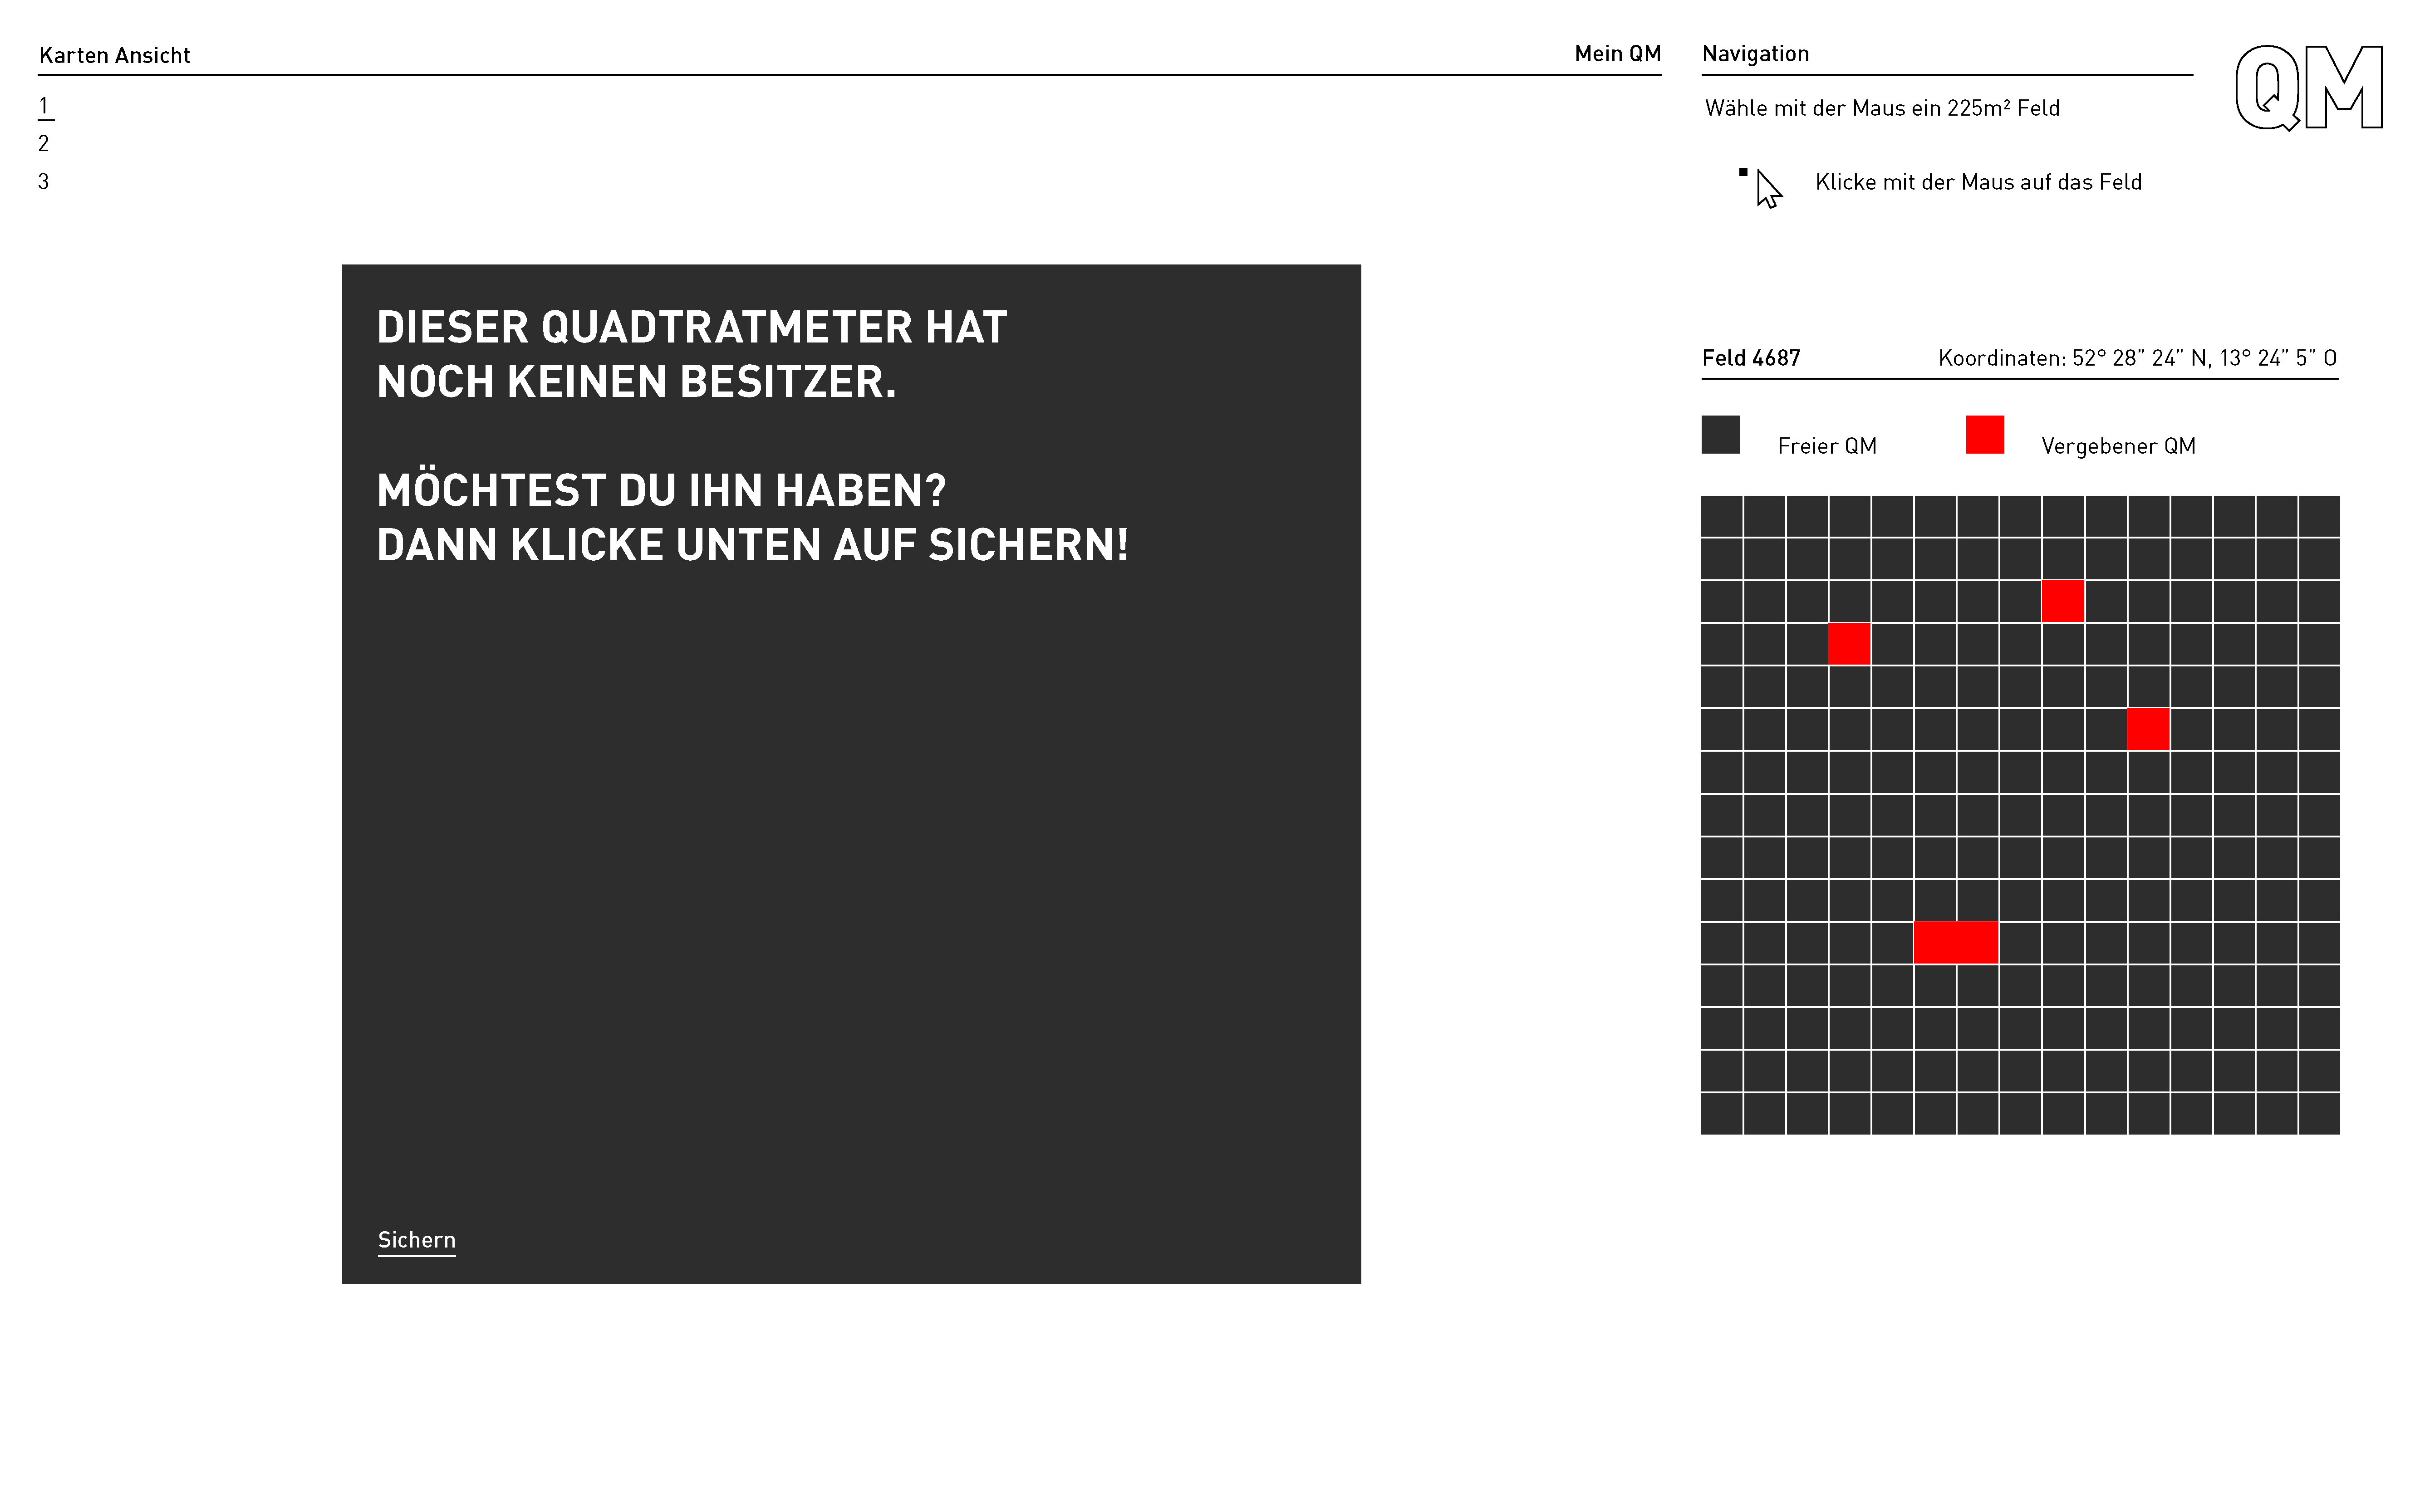 Karten Ansicht
Mein QM
Navigation
QM
1
2
3
Wähle mit der Maus ein 225m² Feld
Klicke mit der Maus auf das Feld
DIESER QUADTRATMETER HAT
NOCH KEINEN BESITZER.
MÖCHTEST DU IHN HABEN?
DANN KLICKE UNTEN AUF SICHERN!
Sichern
Feld 4687
Koordinaten: 52° 28” 24” N, 13° 24” 5” O
Freier QM
Vergebener QM